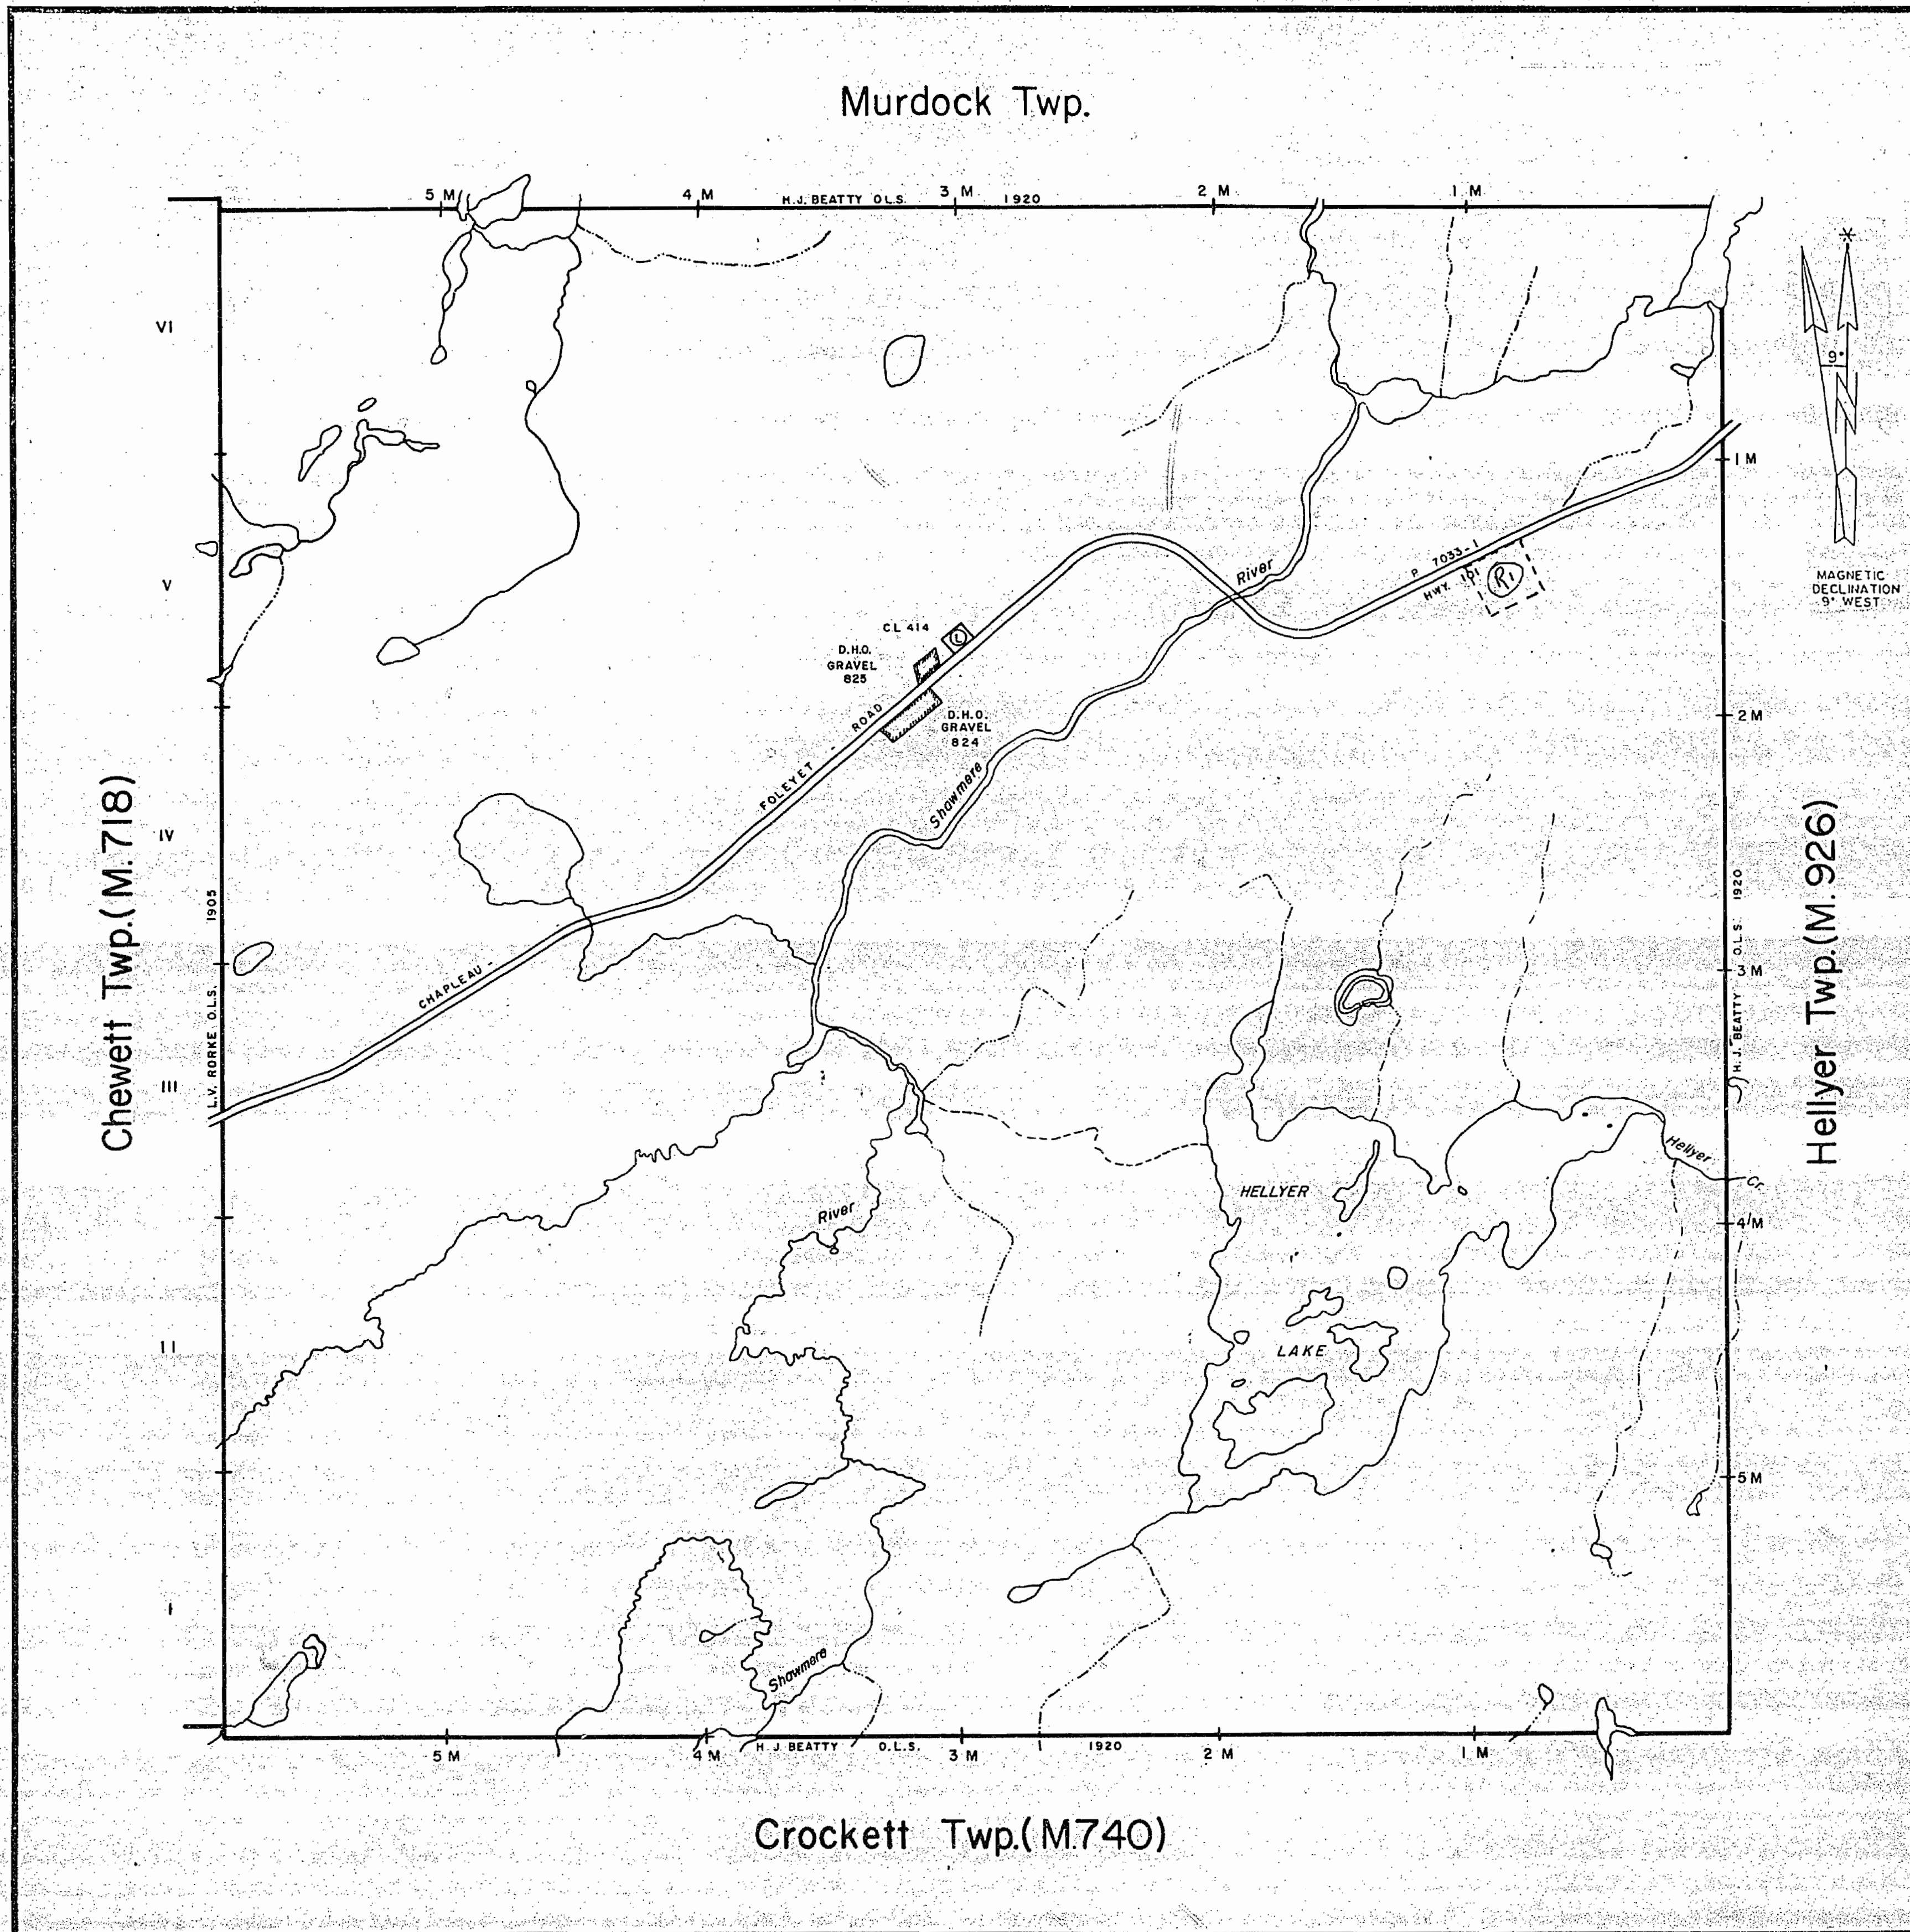 Murdock Twp.
5 M
4 M
H.J. BEATTY O.L.S.
3 M
1920
2 M
1 M
VI
9°
1 M
V
MAGNETIC
DECLINATION
9° WEST
River
P 7033-1
HWY. 101
R1
CL 414
L
D.H.O.
GRAVEL
825
D.H.O.
GRAVEL
824
2 M
CHAPLEAU - FOLEYET - ROAD
Shawmere
Chewett Twp.(M.718)
IV
Hellyer Twp.(M.926)
L.V. RORKE O.L.S. 1905
H.J. BEATTY O.L.S. 1920
3 M
III
Hellyer Cr.
HELLYER
River
4 M
II
LAKE
5 M
I
Shawmere
5 M
4 M
H. J. BEATTY O.L.S.
3 M
1920
2 M
1 M
Crockett Twp.(M.740)